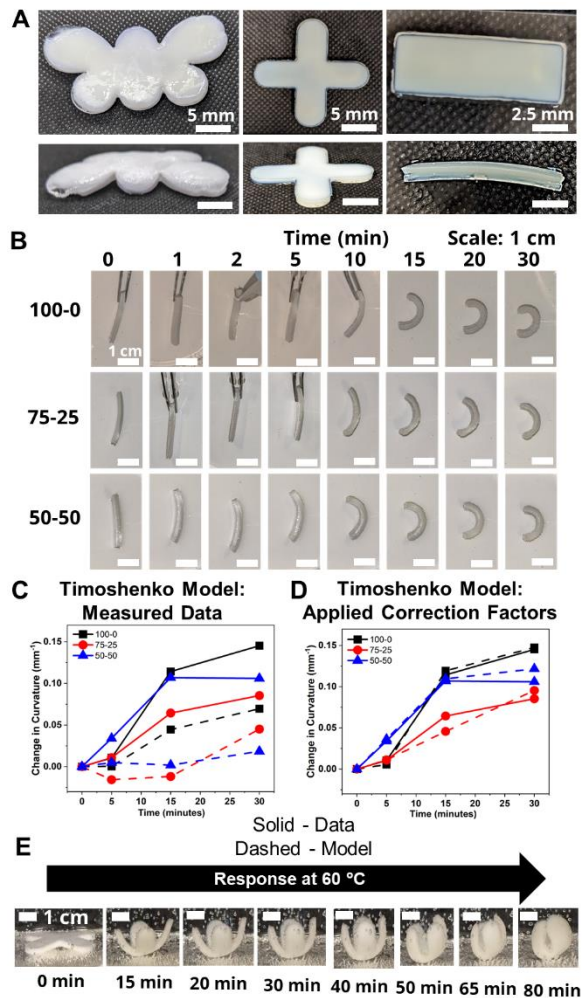 A
5 mm
5 mm
2.5 mm
B
Time (min)
Scale: 1 cm
0 1 2 5 10 15 20 30
100-0
1 cm
75-25
50-50
C
Timoshenko Model:
Measured Data
Change in Curvature (mm⁻¹)
100-0
75-25
50-50
0.15
0.10
0.05
0.00
0 5 10 15 20 25 30
Time (minutes)
D
Timoshenko Model:
Applied Correction Factors
Change in Curvature (mm⁻¹)
100-0
75-25
50-50
0.15
0.10
0.05
0.00
0 5 10 15 20 25 30
Time (minutes)
Solid - Data
Dashed - Model
E
Response at 60 °C
1 cm
0 min 15 min 20 min 30 min 40 min 50 min 65 min 80 min